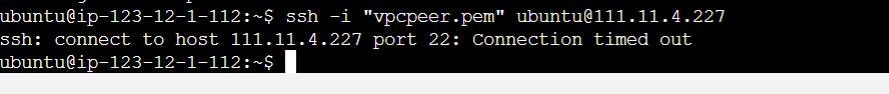 ubuntu@ip-123-12-1-112:~$ ssh -i "vpcpeer.pem" ubuntu@111.11.4.227
ssh: connect to host 111.11.4.227 port 22: Connection timed out
ubuntu@ip-123-12-1-112:~$